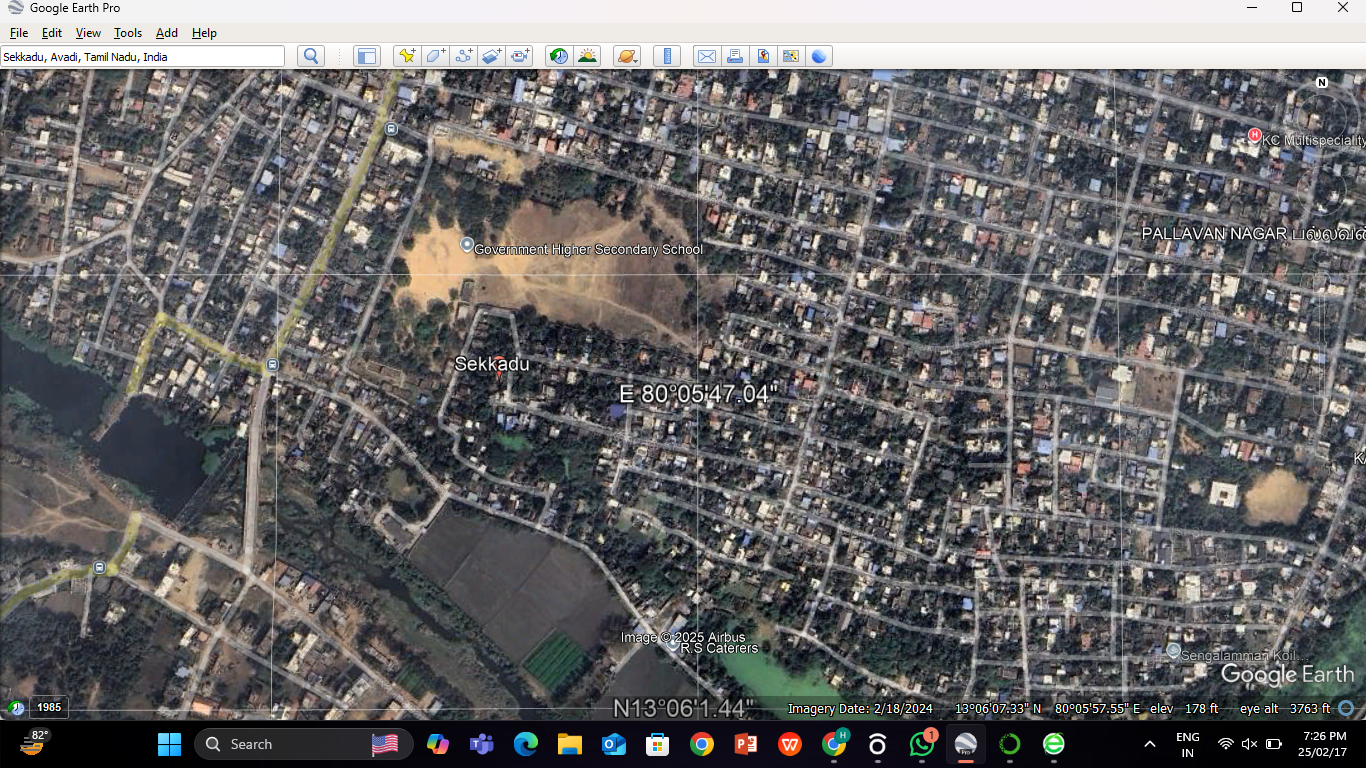 Google Earth Pro
File Edit View Tools Add Help
Sekkadu, Avadi, Tamil Nadu, India
N
H
KC Multispeciality
PALLAVAN NAGAR
Government Higher Secondary School
Sekkadu
E 80°05'47.04"
Image © 2025 Airbus
R.S Caterers
Sengalamman Koil...
Google Earth
N13°06'1.44"
1985
Imagery Date: 2/18/2024 13°06'07.33" N 80°05'57.55" E elev 178 ft eye alt 3763 ft
82°
Search
H
1
Pro
ENG
IN
7:26 PM
25/02/17